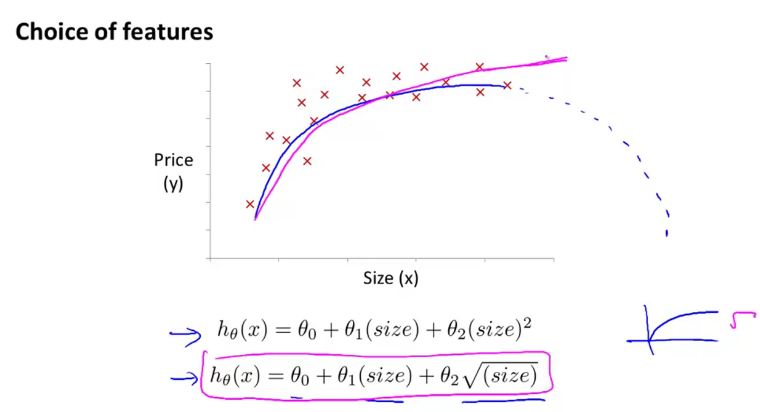 Choice of features
Price
(y)
Size (x)
hθ(x) = θ0 + θ1(size) + θ2(size)²
hθ(x) = θ0 + θ1(size) + θ2√(size)
√